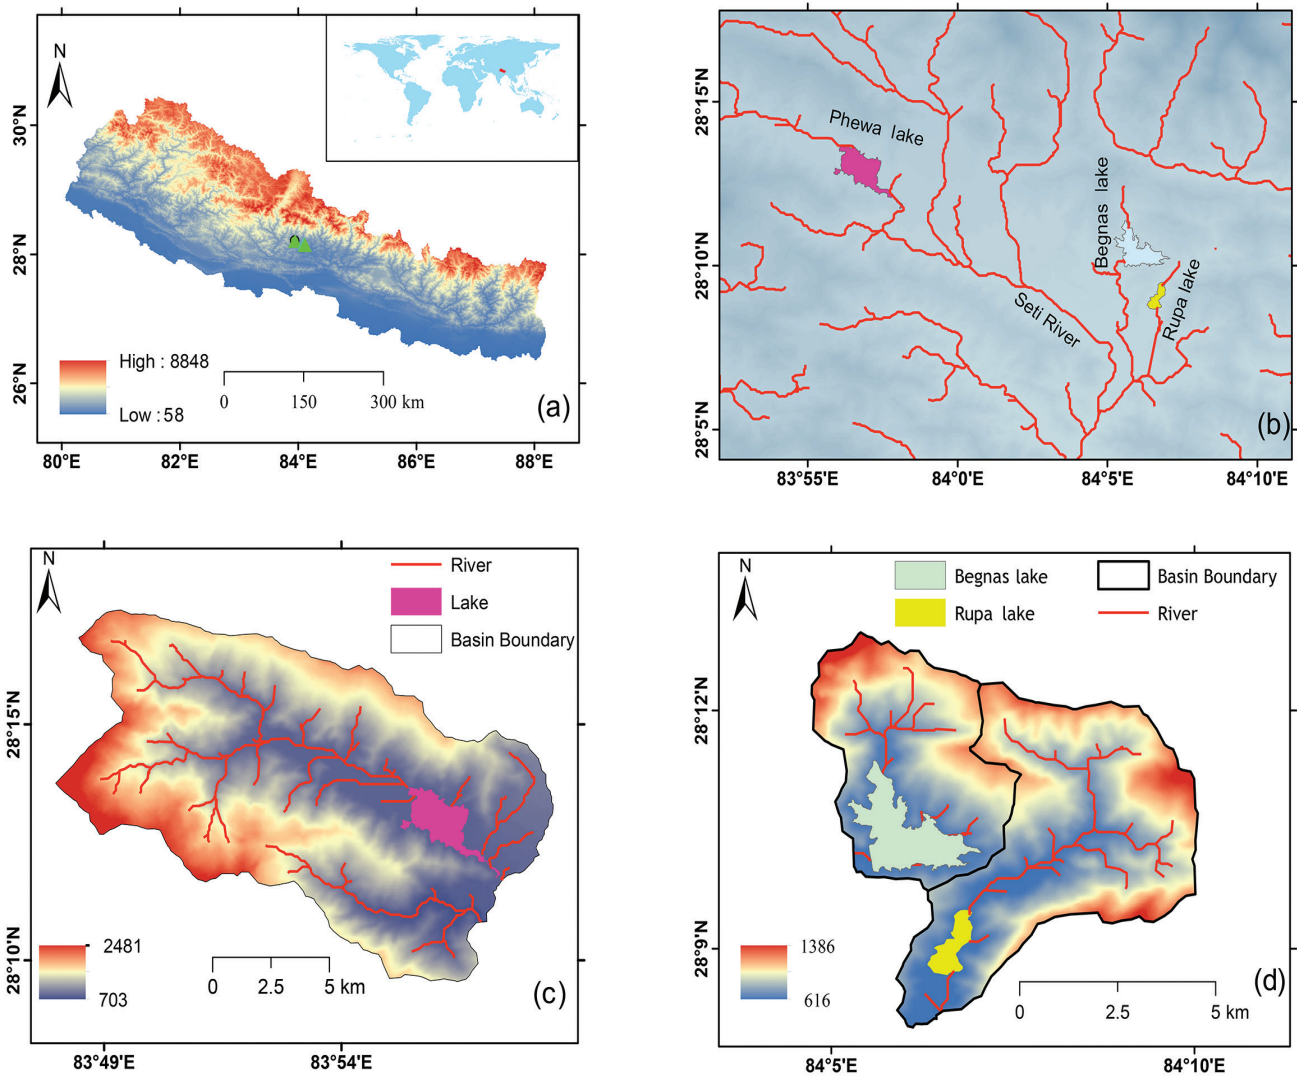 N
30°N
28°N
26°N
High : 8848
Low : 58
0 150 300 km
(a)
80°E 82°E 84°E 86°E 88°E
28°15'N
28°10'N
28°5'N
Phewa lake
Begnas lake
Rupa lake
Seti River
(b)
83°55'E 84°0'E 84°5'E 84°10'E
N
River
Lake
Basin Boundary
28°15'N
28°10'N
2481
703
0 2.5 5 km
(c)
83°49'E 83°54'E
N
Begnas lake
Basin Boundary
Rupa lake
River
28°12'N
28°9'N
1386
616
0 2.5 5 km
(d)
84°5'E 84°10'E